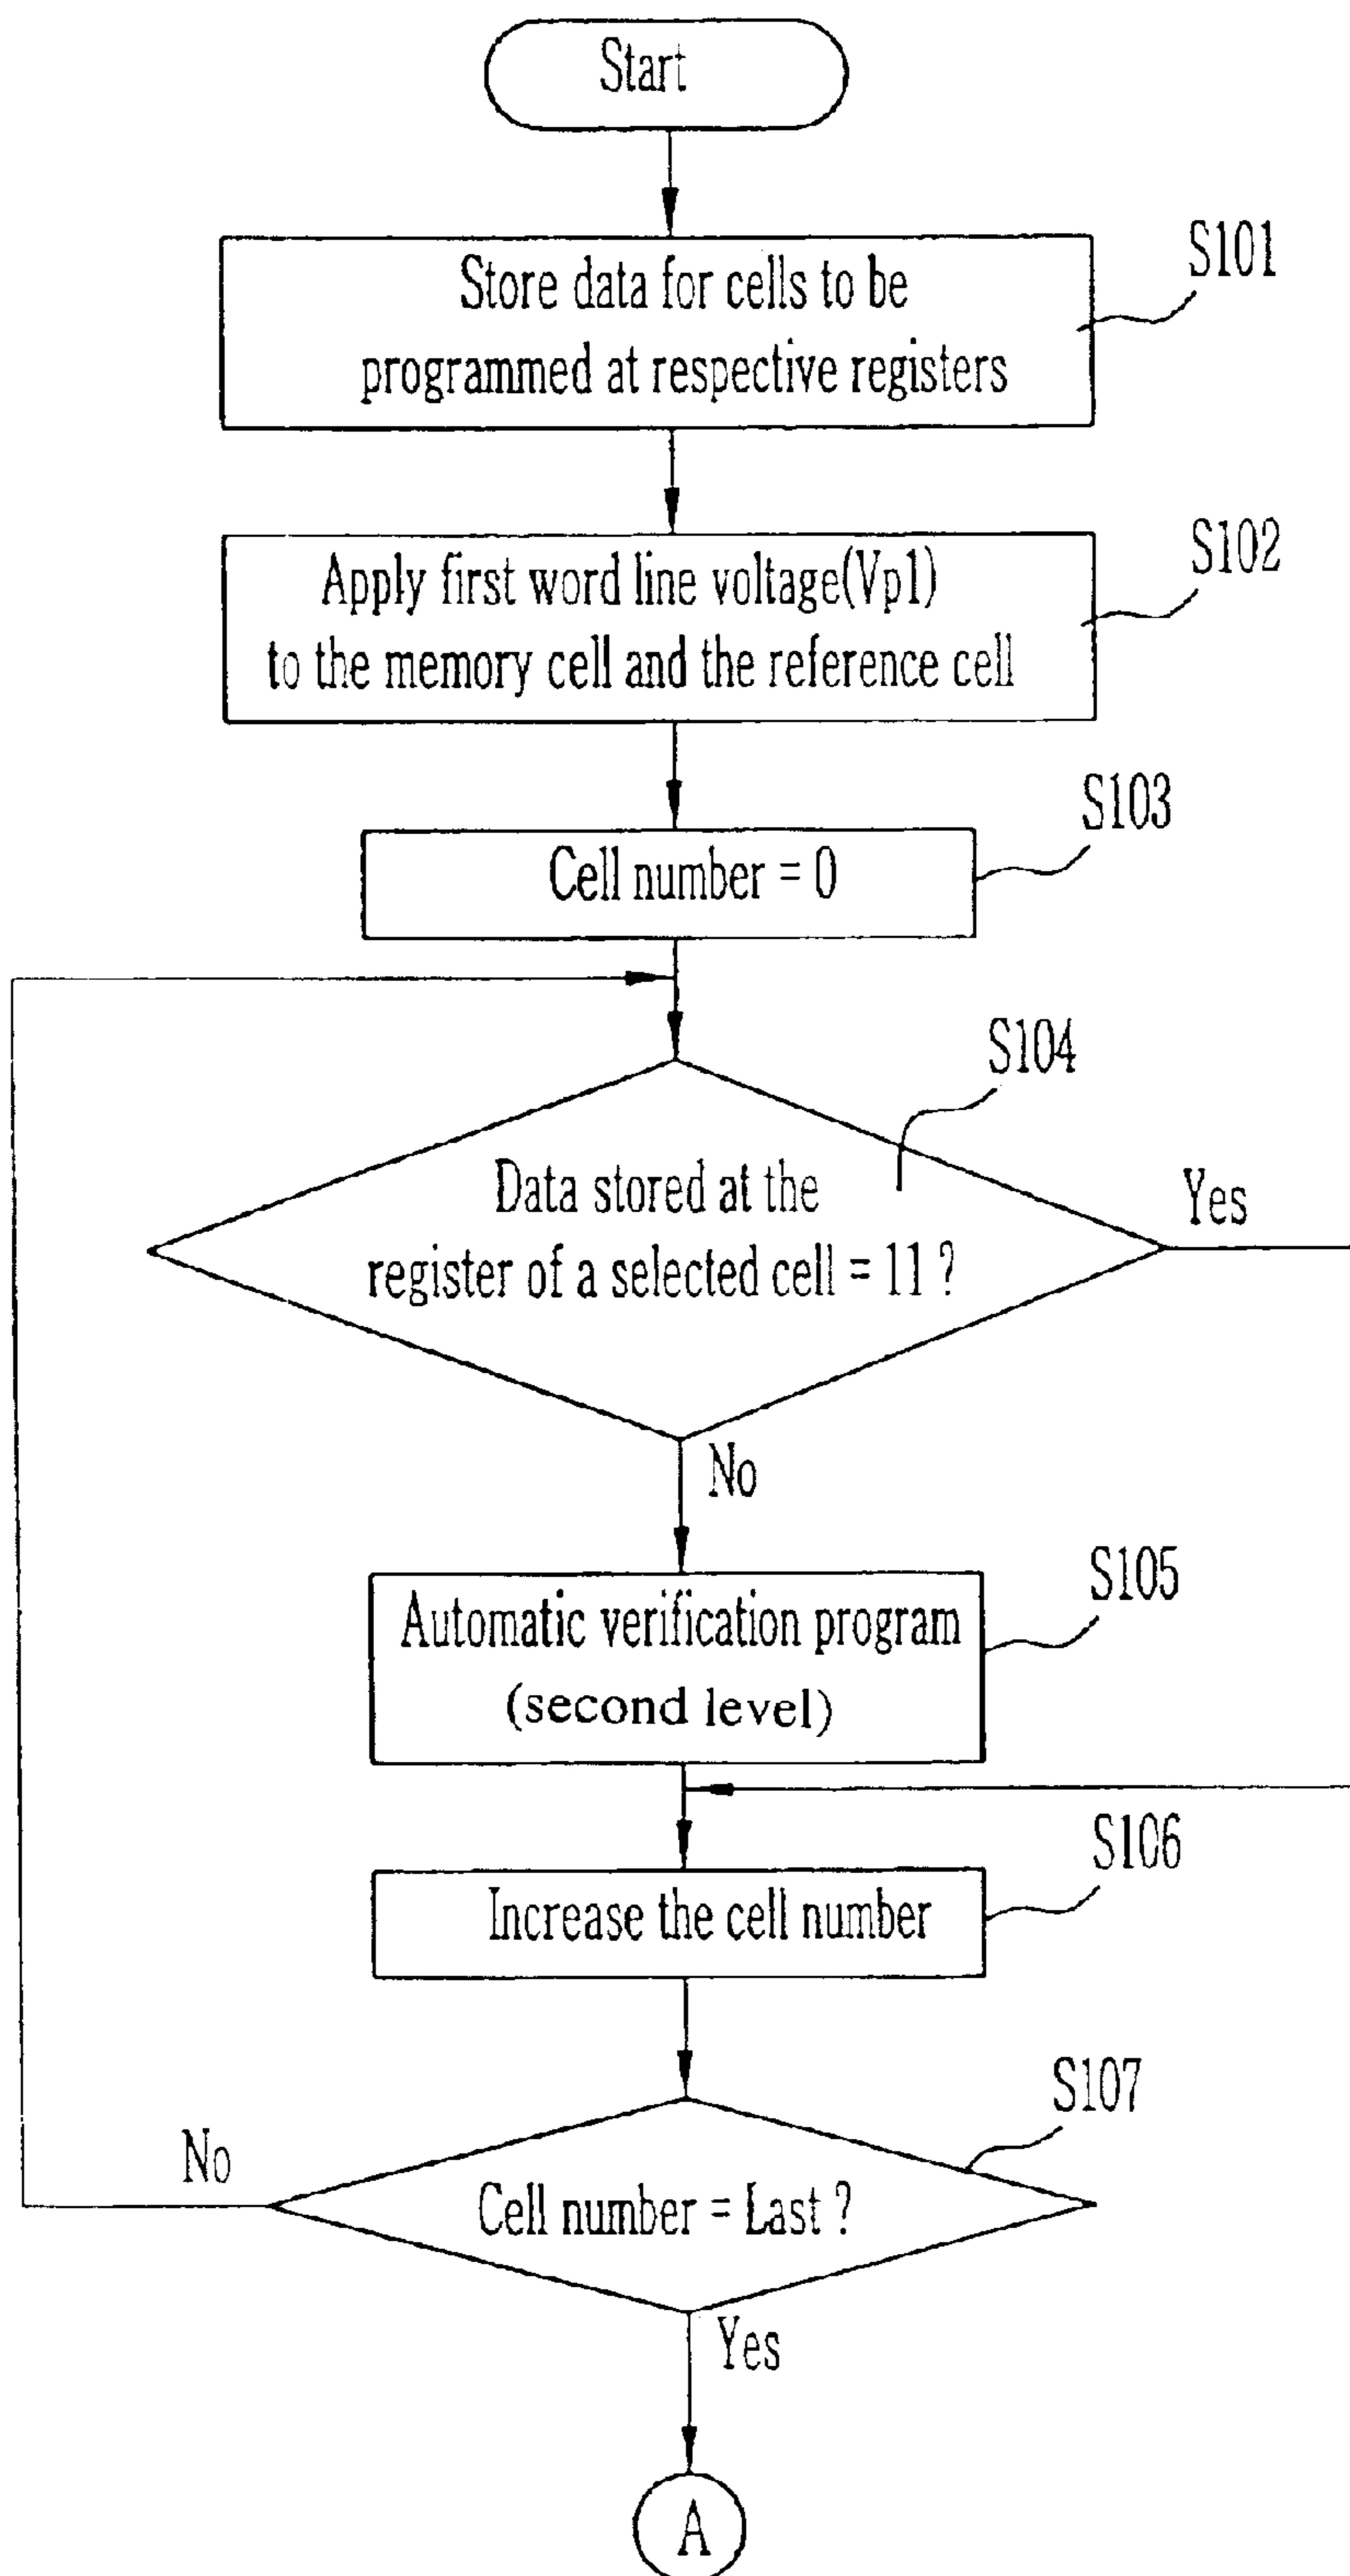 Start
S101
Store data for cells to be
programmed at respective registers
S102
Apply first word line voltage(Vp1)
to the memory cell and the reference cell
S103
Cell number = 0
S104
Data stored at the
register of a selected cell = 11 ?
Yes
No
S105
Automatic verification program
(second level)
S106
Increase the cell number
S107
No
Cell number = Last ?
Yes
A